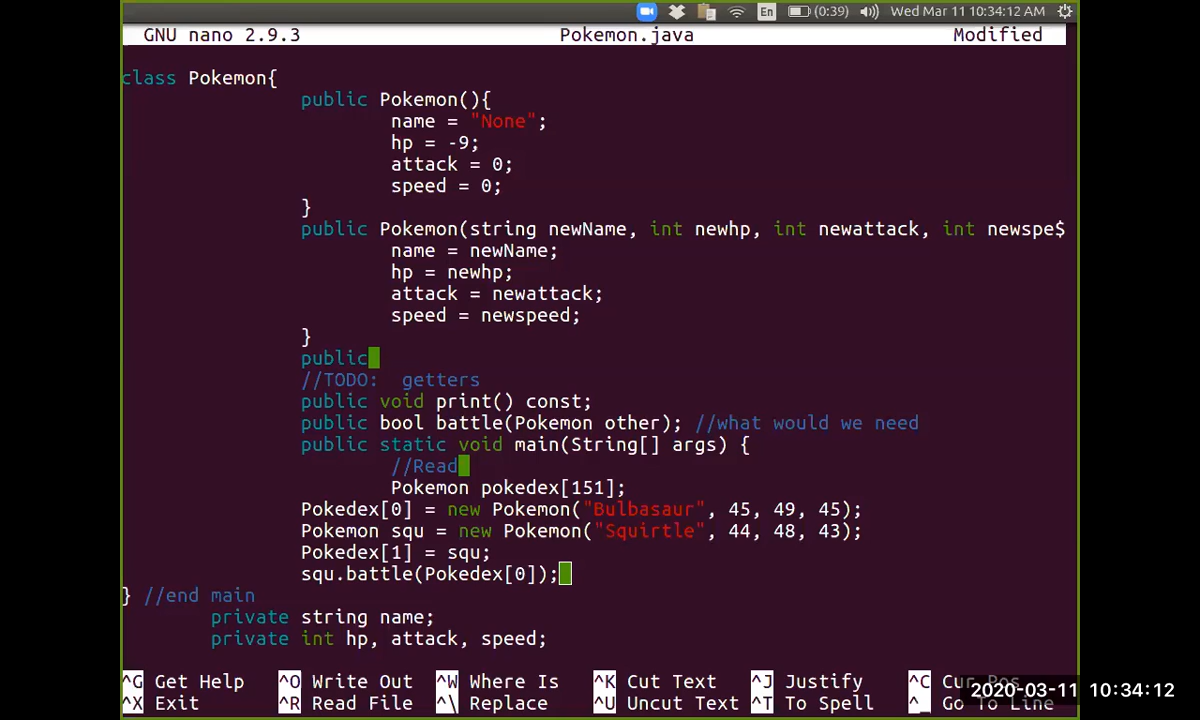 En (0:39) Wed Mar 11 10:34:12 AM
GNU nano 2.9.3 Pokemon.java Modified
class Pokemon{
public Pokemon(){
name = "None";
hp = -9;
attack = 0;
speed = 0;
}
public Pokemon(string newName, int newhp, int newattack, int newspe$
name = newName;
hp = newhp;
attack = newattack;
speed = newspeed;
}
public
//TODO: getters
public void print() const;
public bool battle(Pokemon other); //what would we need
public static void main(String[] args) {
//Read
Pokemon pokedex[151];
Pokedex[0] = new Pokemon("Bulbasaur", 45, 49, 45);
Pokemon squ = new Pokemon("Squirtle", 44, 48, 43);
Pokedex[1] = squ;
squ.battle(Pokedex[0]);
} //end main
private string name;
private int hp, attack, speed;
^G Get Help ^O Write Out ^W Where Is ^K Cut Text ^J Justify ^C Cur Pos
^X Exit ^R Read File ^\ Replace ^U Uncut Text ^T To Spell ^_ Go To Line
2020-03-11 10:34:12